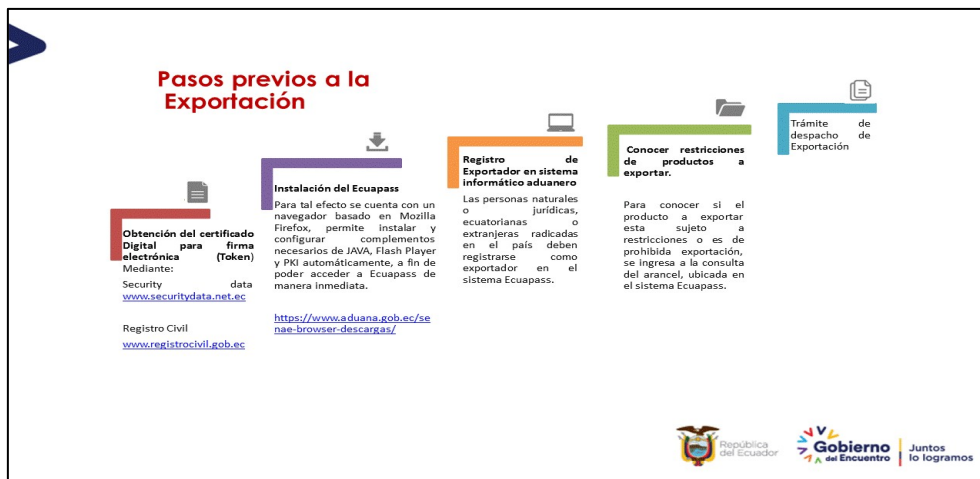 Pasos previos a la
Exportación
Obtención del certificado
Digital para firma
electrónica (Token)
Mediante:
Security data
www.securitydata.net.ec
Registro Civil
www.registrocivil.gob.ec
Instalación del Ecuapass
Para tal efecto se cuenta con un
navegador basado en Mozilla
Firefox, permite instalar y
configurar complementos
necesarios de JAVA, Flash Player
y PKI automáticamente, a fin de
poder acceder a Ecuapass de
manera inmediata.
https://www.aduana.gob.ec/se
nae-browser-descargas/
Registro de
Exportador en sistema
informático aduanero
Las personas naturales
o jurídicas,
ecuatorianas o
extranjeras radicadas
en el país deben
registrarse como
exportador en el
sistema Ecuapass.
Conocer restricciones
de productos a
exportar.
Para conocer si el
producto a exportar
esta sujeto a
restricciones o es de
prohibida exportación,
se ingresa a la consulta
del arancel, ubicada en
el sistema Ecuapass.
Trámite de
despacho de
Exportación
República
del Ecuador
Gobierno
del Encuentro
Juntos
lo logramos